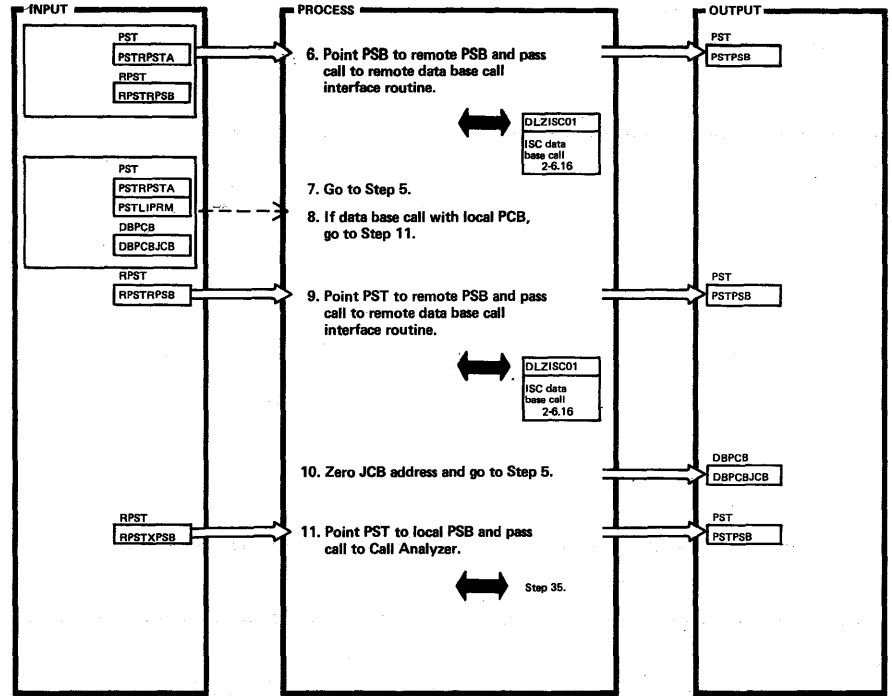 INPUT
PROCESS
OUTPUT
PST
PSTRPSTA
RPST
RPSTRPSB
6. Point PSB to remote PSB and pass
call to remote data base call
interface routine.
PST
PSTPSB
DLZISC01
ISC data
base call
2-6.16
PST
PSTRPSTA
PSTLIPRM
DBPCB
DBPCBJCB
7. Go to Step 5.
8. If data base call with local PCB,
go to Step 11.
RPST
RPSTRPSB
9. Point PST to remote PSB and pass
call to remote data base call
interface routine.
PST
PSTPSB
DLZISC01
ISC data
base call
2-6.16
10. Zero JCB address and go to Step 5.
DBPCB
DBPCBJCB
RPST
RPSTXPSB
11. Point PST to local PSB and pass
call to Call Analyzer.
PST
PSTPSB
Step 35.